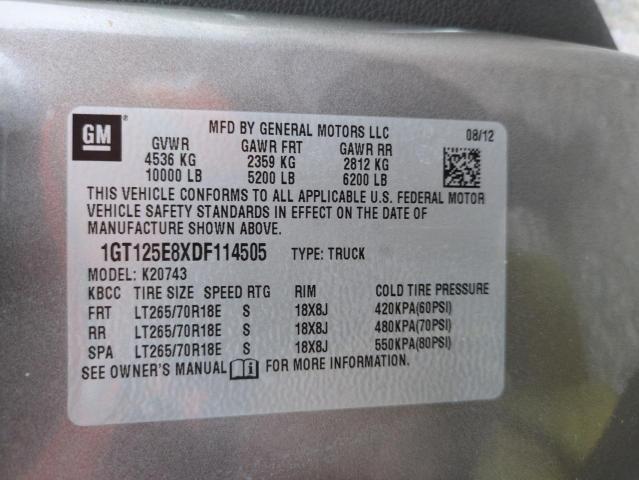 GM
MFD BY GENERAL MOTORS LLC 08/12
GVWR GAWR FRT GAWR RR
4536 KG 2359 KG 2812 KG
10000 LB 5200 LB 6200 LB
THIS VEHICLE CONFORMS TO ALL APPLICABLE U.S. FEDERAL MOTOR
VEHICLE SAFETY STANDARDS IN EFFECT ON THE DATE OF
MANUFACTURE SHOWN ABOVE.
1GT125E8XDF114505 TYPE: TRUCK
MODEL: K20743
KBCC TIRE SIZE SPEED RTG RIM COLD TIRE PRESSURE
FRT LT265/70R18E S 18X8J 420KPA(60PSI)
RR LT265/70R18E S 18X8J 480KPA(70PSI)
SPA LT265/70R18E S 18X8J 550KPA(80PSI)
SEE OWNER'S MANUAL FOR MORE INFORMATION.